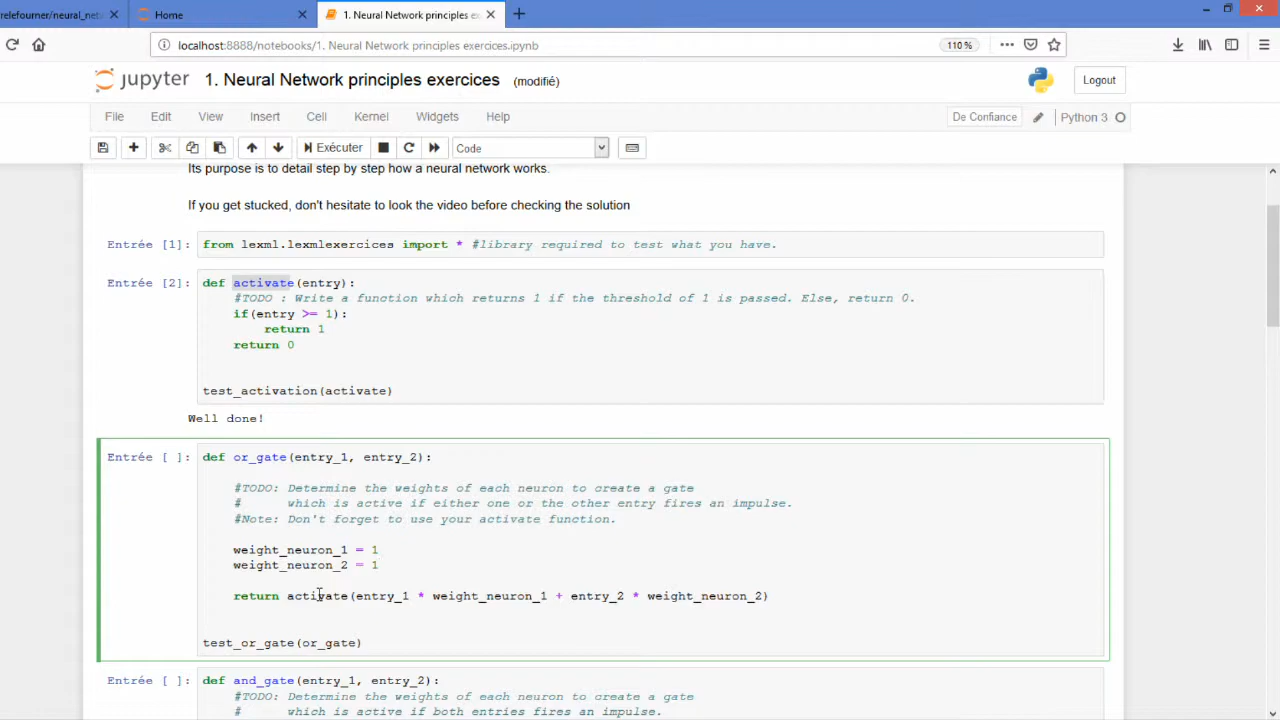 relefourner/neural_netw
Home
1. Neural Network principles exerc
localhost:8888/notebooks/1. Neural Network principles exercices.ipynb
110 %
jupyter 1. Neural Network principles exercices (modifié)
Logout
File Edit View Insert Cell Kernel Widgets Help
De Confiance
Python 3
Exécuter
Code
Its purpose is to detail step by step how a neural network works.
If you get stucked, don't hesitate to look the video before checking the solution
Entrée [1]: from lexml.lexmlexercices import * #library required to test what you have.
Entrée [2]: def activate(entry):
#TODO : Write a function which returns 1 if the threshold of 1 is passed. Else, return 0.
if(entry >= 1):
return 1
return 0
test_activation(activate)
Well done!
Entrée [ ]: def or_gate(entry_1, entry_2):
#TODO: Determine the weights of each neuron to create a gate
# which is active if either one or the other entry fires an impulse.
#Note: Don't forget to use your activate function.
weight_neuron_1 = 1
weight_neuron_2 = 1
return activate(entry_1 * weight_neuron_1 + entry_2 * weight_neuron_2)
test_or_gate(or_gate)
Entrée [ ]: def and_gate(entry_1, entry_2):
#TODO: Determine the weights of each neuron to create a gate
# which is active if both entries fires an impulse.